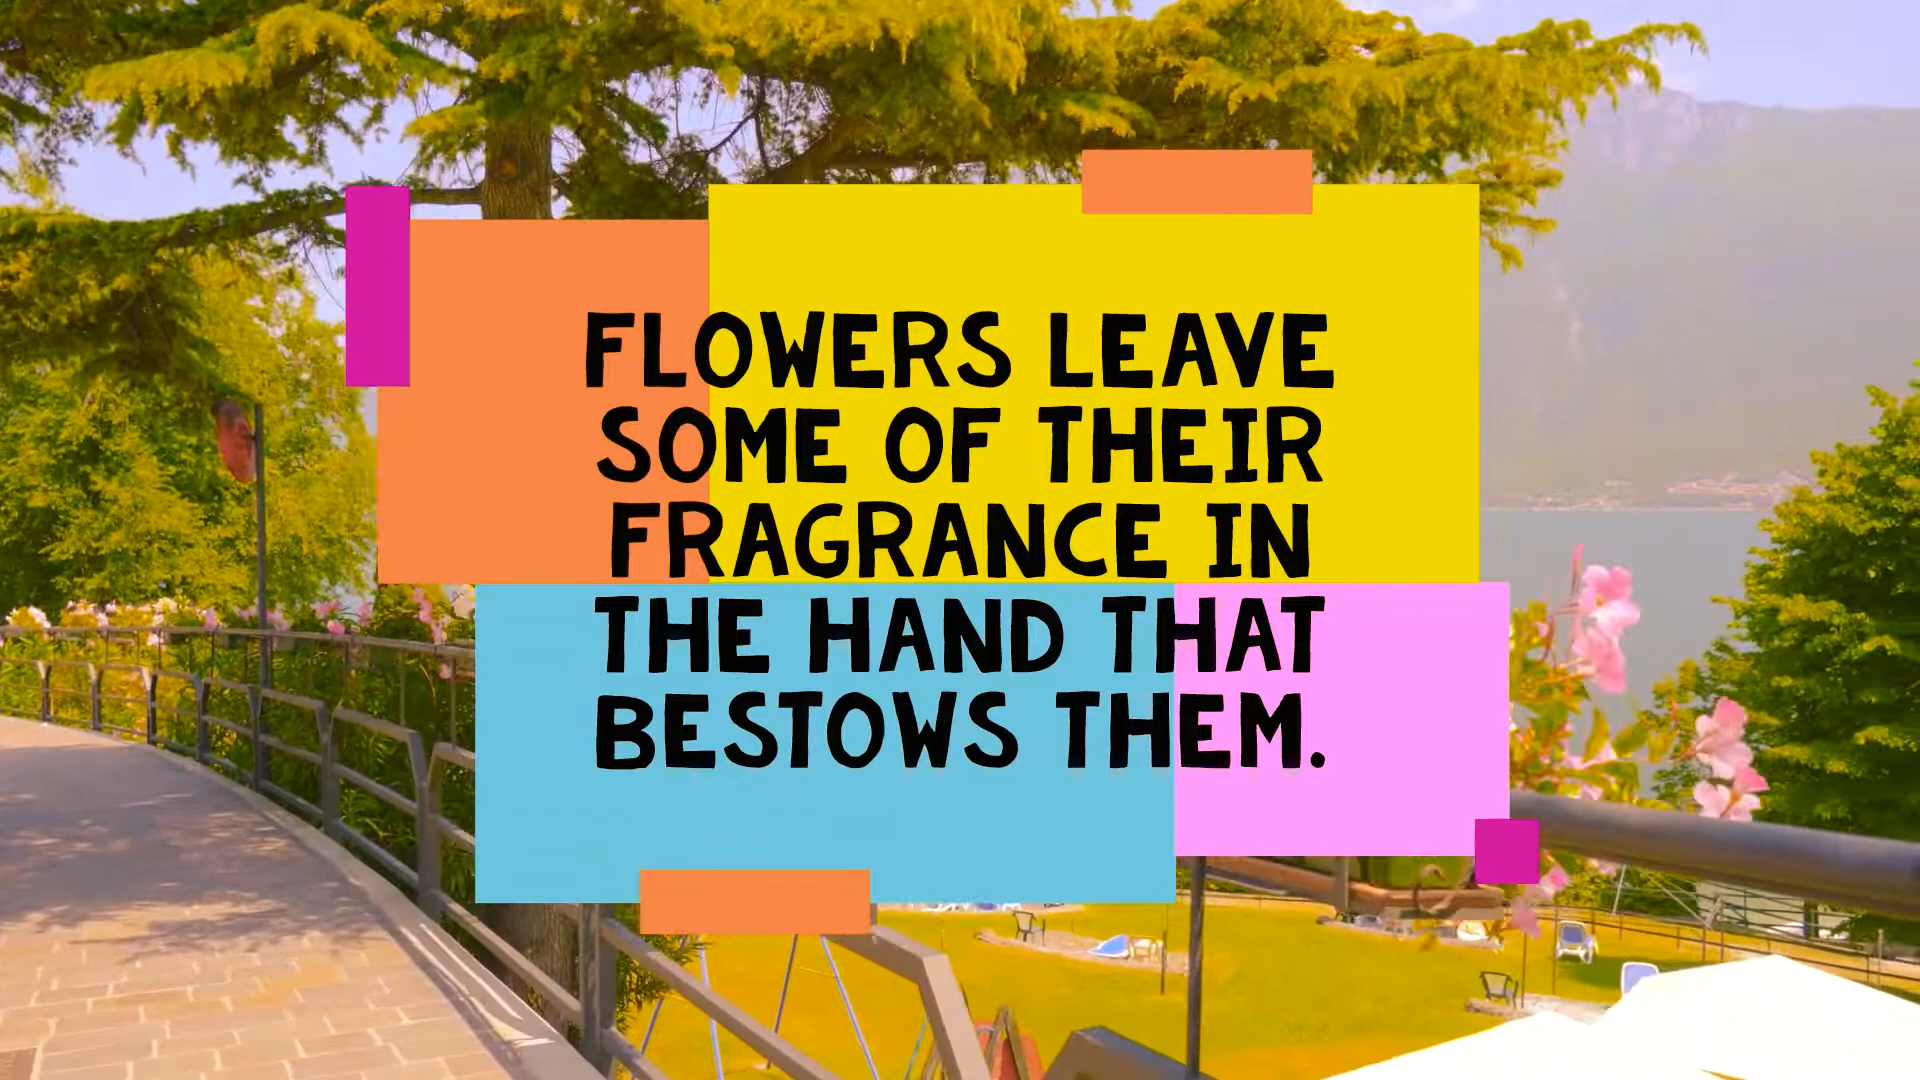 FLOWERS LEAVE
SOME OF THEIR
FRAGRANCE IN
THE HAND THAT
BESTOWS THEM.